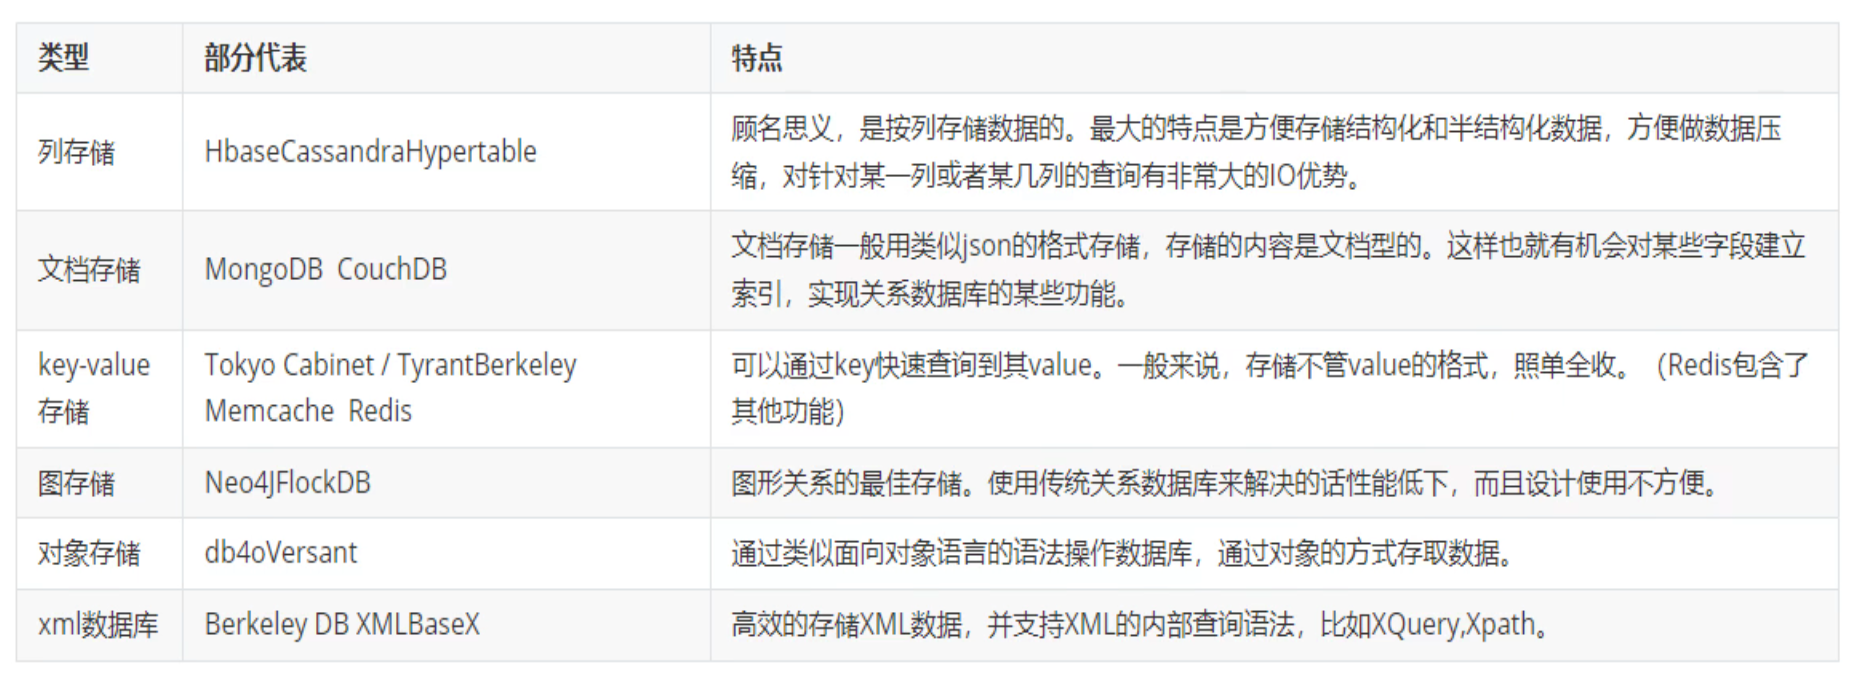 类型 部分代表 特点
列存储 HbaseCassandraHypertable 顾名思义，是按列存储数据的。最大的特点是方便存储结构化和半结构化数据，方便做数据压
缩，对针对某一列或者某几列的查询有非常大的IO优势。
文档存储 MongoDB CouchDB 文档存储一般用类似json的格式存储，存储的内容是文档型的。这样也就有机会对某些字段建立
索引，实现关系数据库的某些功能。
key-value
存储
Tokyo Cabinet / TyrantBerkeley
Memcache Redis
可以通过key快速查询到其value。一般来说，存储不管value的格式，照单全收。（Redis包含了
其他功能）
图存储 Neo4JFlockDB 图形关系的最佳存储。使用传统关系数据库来解决的话性能低下，而且设计使用不方便。
对象存储 db4oVersant 通过类似面向对象语言的语法操作数据库，通过对象的方式存取数据。
xml数据库 Berkeley DB XMLBaseX 高效的存储XML数据，并支持XML的内部查询语法，比如XQuery,Xpath。